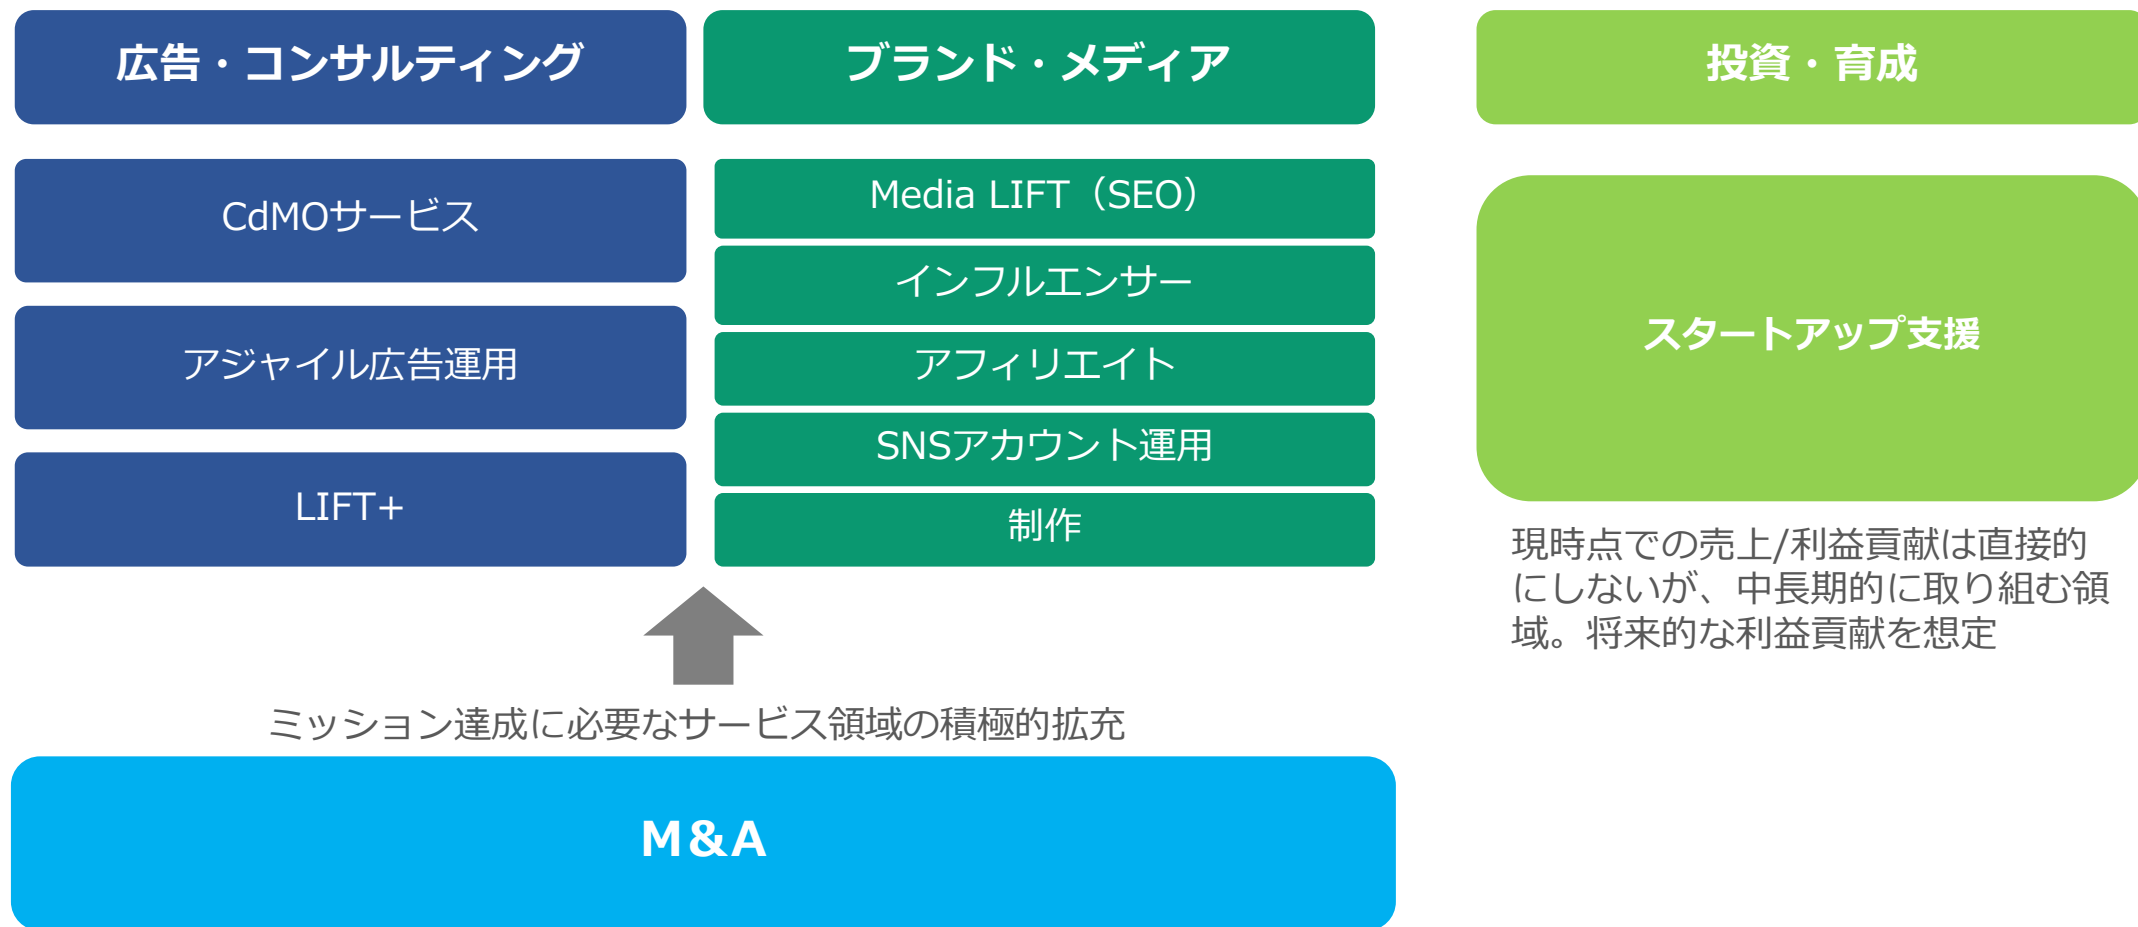 広告・コンサルティング
ブランド・メディア
投資・育成
CdMOサービス
アジャイル広告運用
LIFT+
Media LIFT（SEO）
インフルエンサー
アフィリエイト
SNSアカウント運用
制作
スタートアップ支援
現時点での売上/利益貢献は直接的
にしないが、中長期的に取り組む領
域。将来的な利益貢献を想定
ミッション達成に必要なサービス領域の積極的拡充
M&A